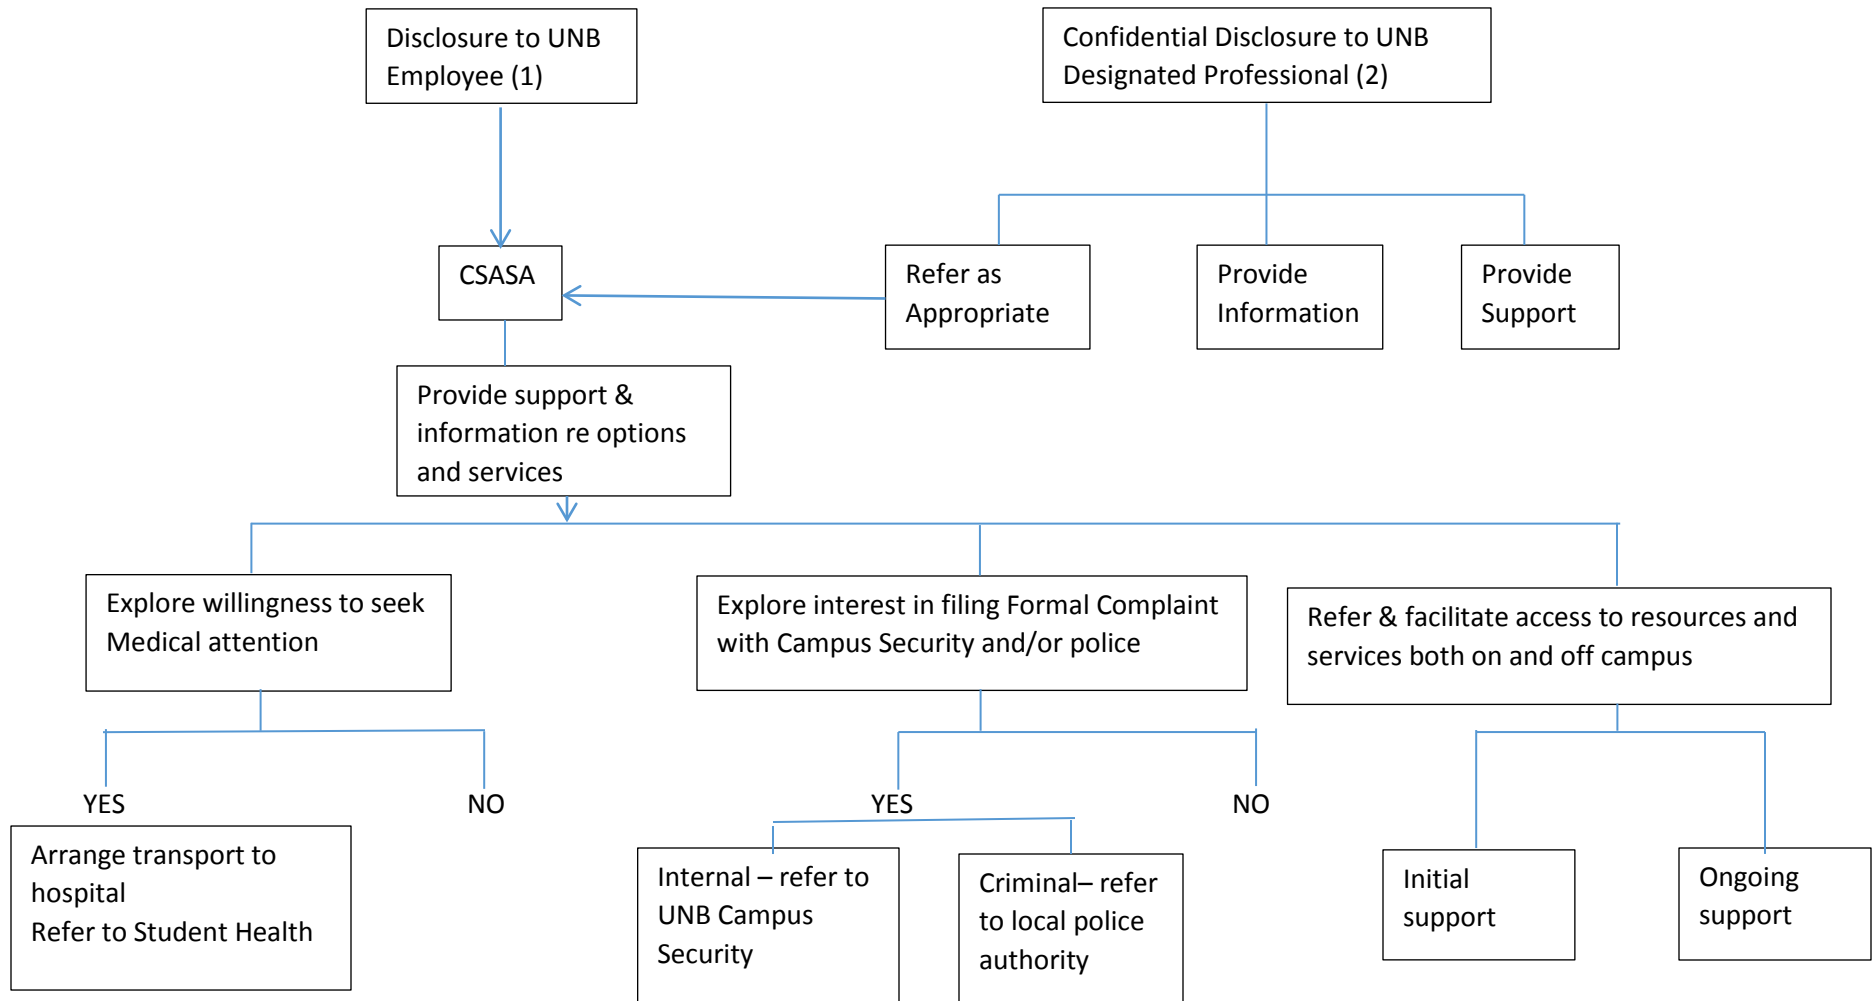 Disclosure to UNB
Employee (1)
Confidential Disclosure to UNB
Designated Professional (2)
CSASA
Refer as
Appropriate
Provide
Information
Provide
Support
Provide support &
information re options
and services
Explore willingness to seek
Medical attention
Explore interest in filing Formal Complaint
with Campus Security and/or police
Refer & facilitate access to resources and
services both on and off campus
YES
NO
YES
NO
Arrange transport to
hospital
Refer to Student Health
Internal – refer to
UNB Campus
Security
Criminal– refer
to local police
authority
Initial
support
Ongoing
support